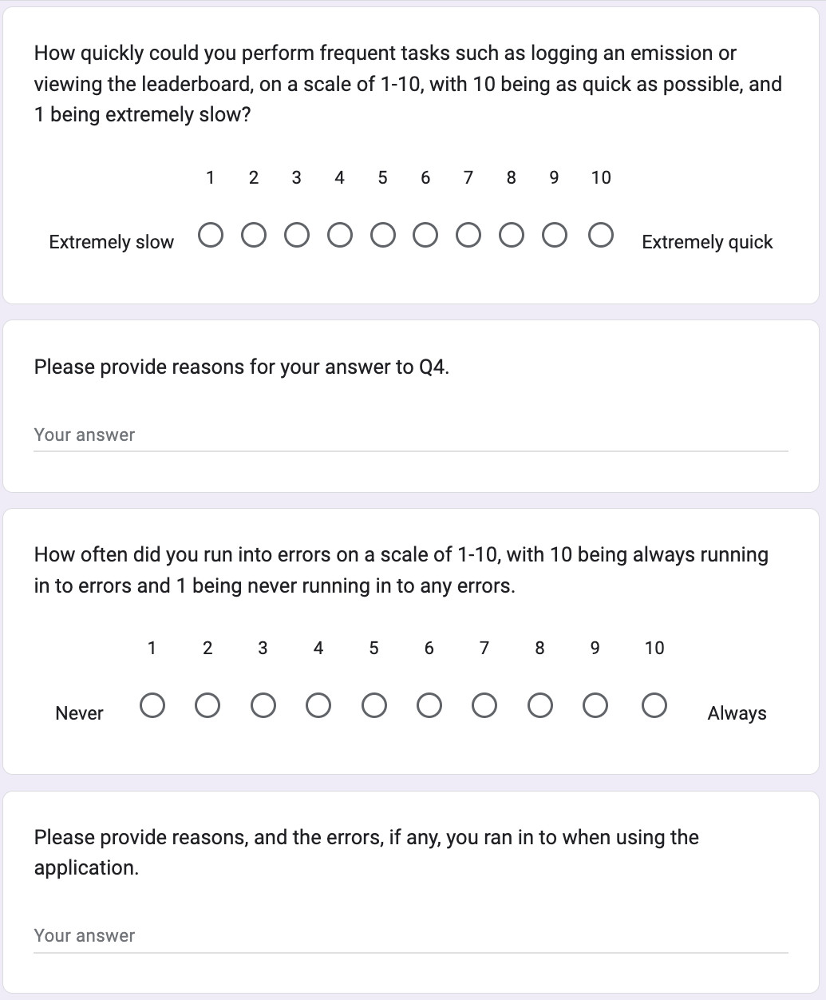 How quickly could you perform frequent tasks such as logging an emission or
viewing the leaderboard, on a scale of 1-10, with 10 being as quick as possible, and
1 being extremely slow?
1 2 3 4 5 6 7 8 9 10
Extremely slow Extremely quick
Please provide reasons for your answer to Q4.
Your answer
How often did you run into errors on a scale of 1-10, with 10 being always running
in to errors and 1 being never running in to any errors.
1 2 3 4 5 6 7 8 9 10
Never Always
Please provide reasons, and the errors, if any, you ran in to when using the
application.
Your answer